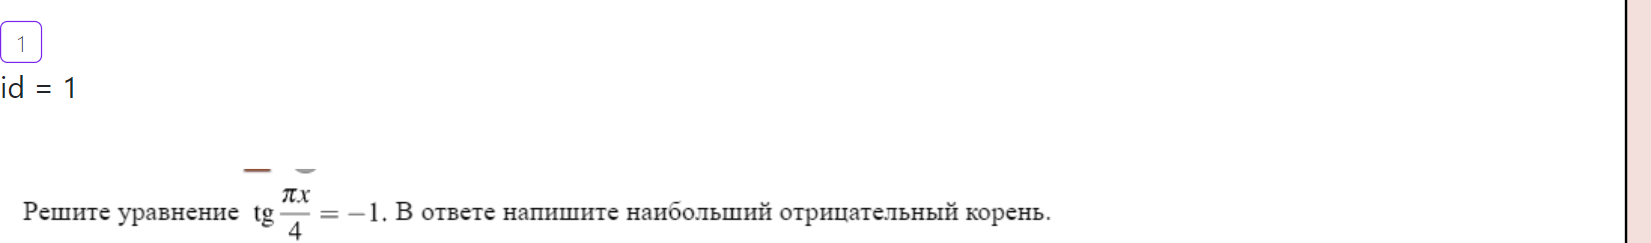 1
id = 1
Решите уравнение tg πx/4 = −1. В ответе напишите наибольший отрицательный корень.